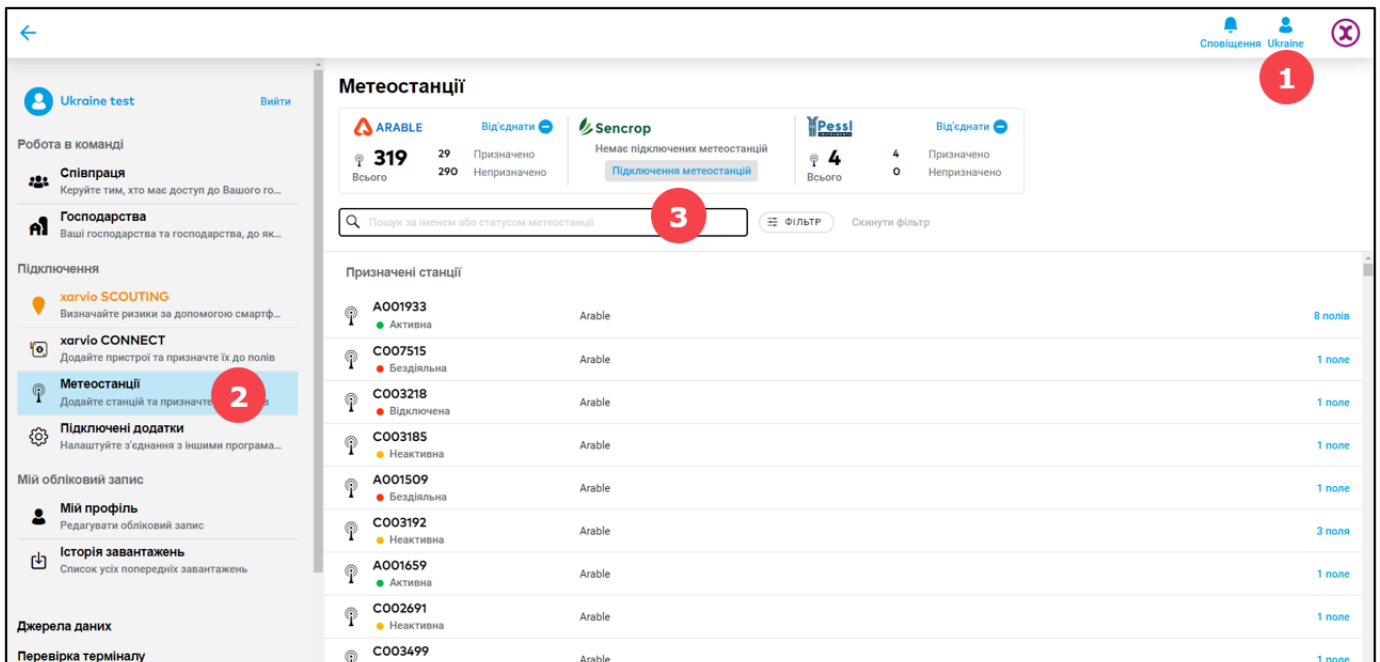 Сповіщення Ukraine
1
Ukraine test Вийти
Робота в команді
Співпраця
Керуйте тим, хто має доступ до Вашого го...
Господарства
Ваші господарства та господарства, до як...
Підключення
xarvio SCOUTING
Визначайте ризики за допомогою смартф...
xarvio CONNECT
Додайте пристрої та призначте їх до полів
Метеостанції
Додайте станцій та призначте
2
Підключені додатки
Налаштуйте з'єднання з іншими програма...
Мій обліковий запис
Мій профіль
Редагувати обліковий запис
Історія завантажень
Список усіх попередніх завантажень
Джерела даних
Перевірка терміналу
Метеостанції
ARABLE Від'єднати
319 29 Призначено
Всього 290 Непризначено
Sencrop
Немає підключених метеостанцій
Підключення метеостанцій
Pessl
Від'єднати
4 4 Призначено
Всього 0 Непризначено
Пошук за іменем або статусом метеостанції
3
ФІЛЬТР Скинути фільтр
Призначені станції
A001933 Arable 8 полів
Активна
C007515 Arable 1 поле
Бездіяльна
C003218 Arable 1 поле
Відключена
C003185 Arable 1 поле
Неактивна
A001509 Arable 1 поле
Бездіяльна
C003192 Arable 3 поля
Неактивна
A001659 Arable 1 поле
Активна
C002691 Arable 1 поле
Неактивна
C003499 Arable 1 поле